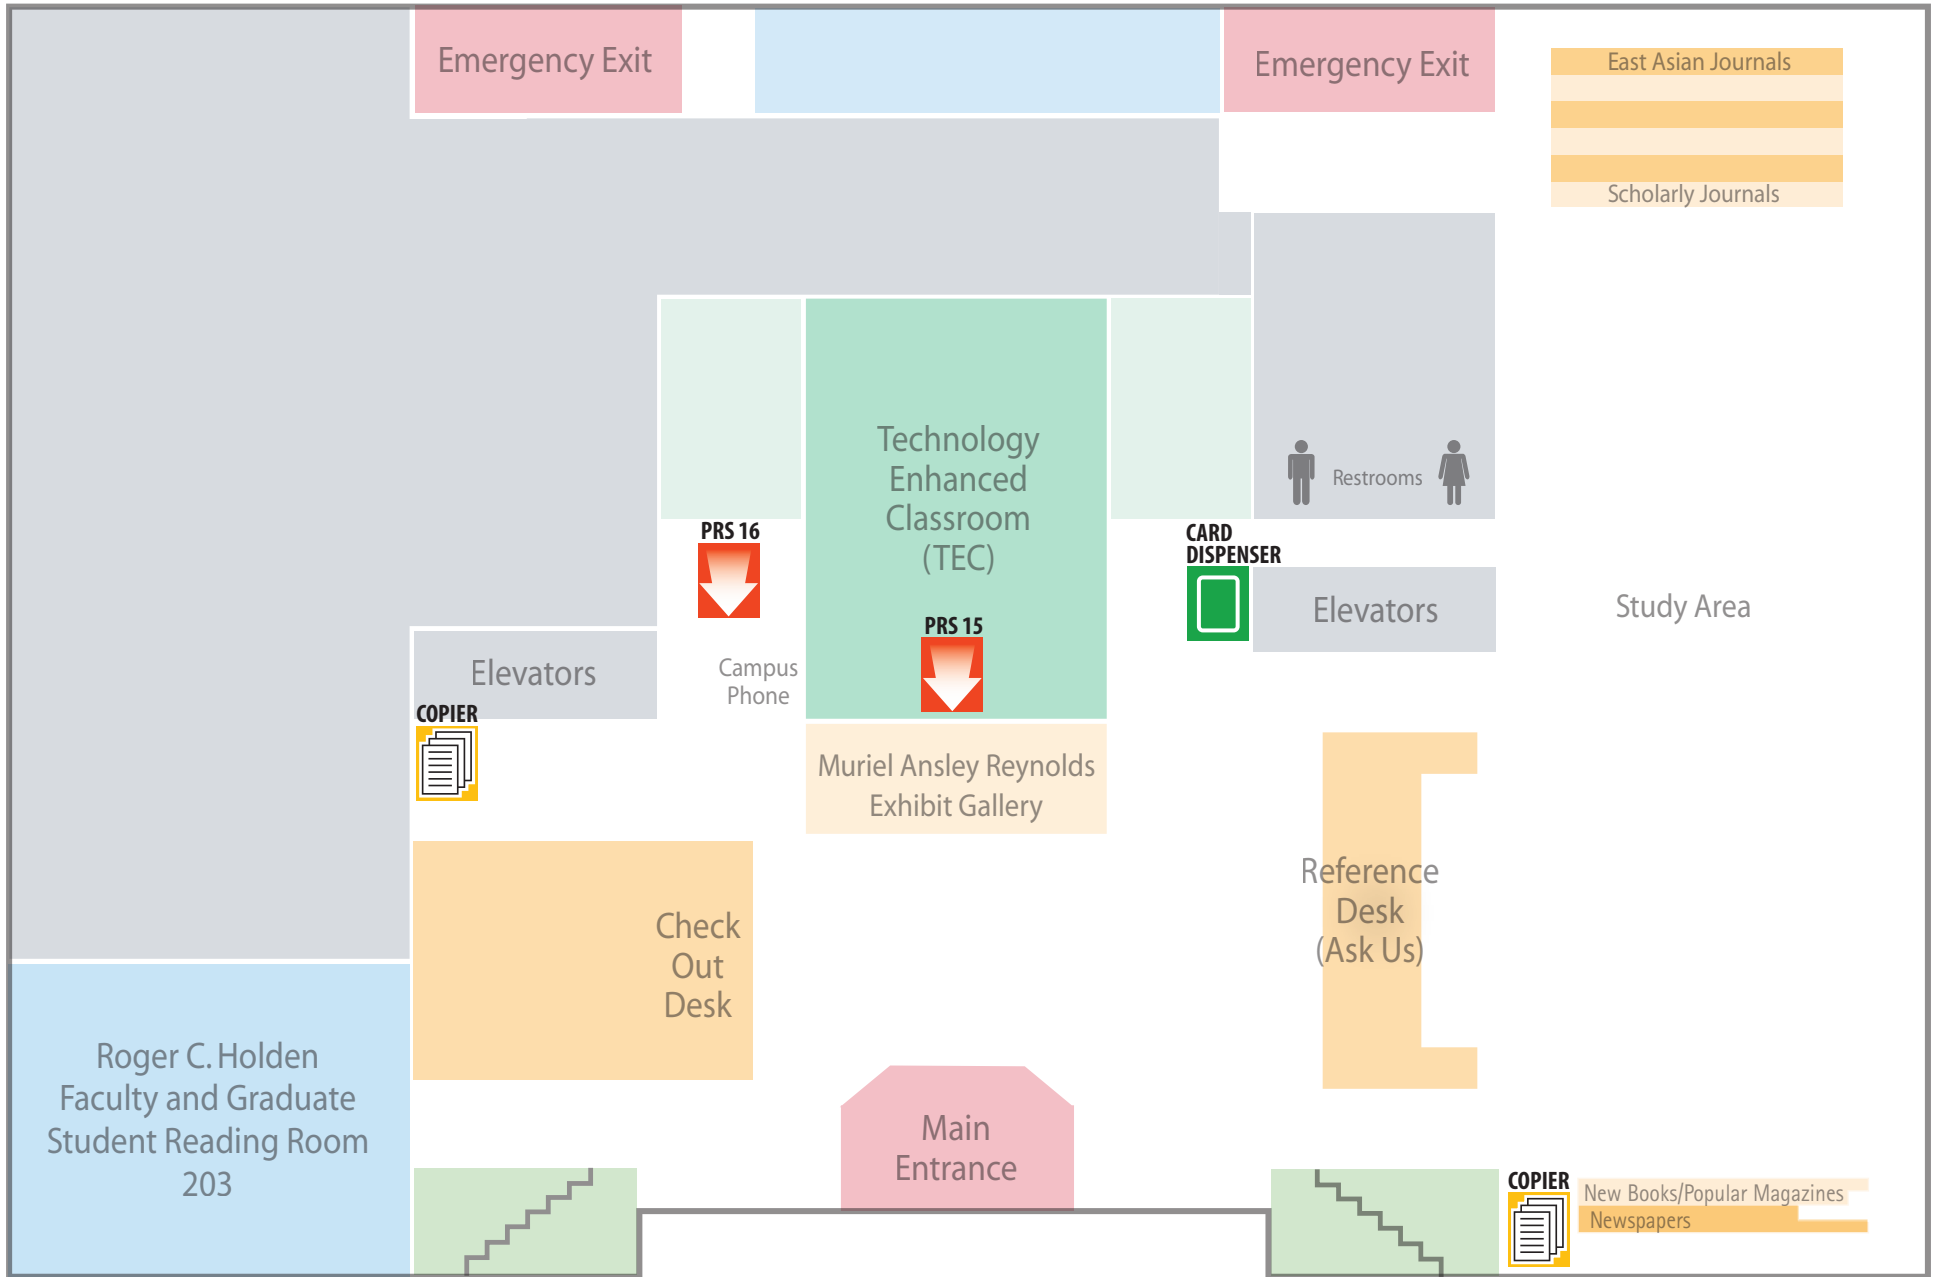 Emergency Exit
Emergency Exit
East Asian Journals
Scholarly Journals
Technology
Enhanced
Classroom
(TEC)
Restrooms
PRS 16
CARD
DISPENSER
Elevators
Study Area
PRS 15
Elevators
Campus
Phone
COPIER
Muriel Ansley Reynolds
Exhibit Gallery
Reference
Desk
(Ask Us)
Check
Out
Desk
Roger C. Holden
Faculty and Graduate
Student Reading Room
203
Main
Entrance
COPIER
New Books/Popular Magazines
Newspapers